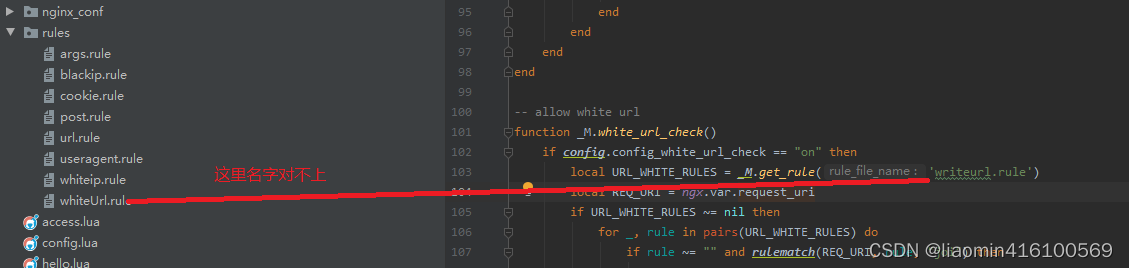 nginx_conf
rules
args.rule
blackip.rule
cookie.rule
post.rule
url.rule
useragent.rule
whiteip.rule
whiteUrl.rule
access.lua
config.lua
hello.lua
这里名字对不上
95 end
96 end
97 end
98 end
99
100 -- allow white url
101 function _M.white_url_check()
102 if config.config_white_url_check == "on" then
103 local URL_WHITE_RULES = _M.get_rule( rule_file_name: 'writeurl.rule')
104 local REQ_URI = ngx.var.request_uri
105 if URL_WHITE_RULES ~= nil then
106 for _, rule in pairs(URL_WHITE_RULES) do
107 if rule ~= "" and rulematch(REQ_URI, then
CSDN @liaomin416100569